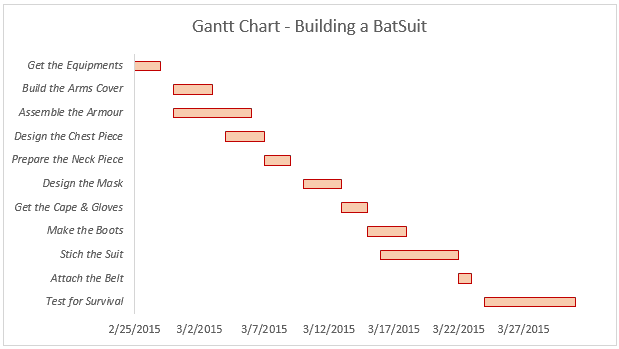 Gantt Chart - Building a BatSuit
Get the Equipments
Build the Arms Cover
Assemble the Armour
Design the Chest Piece
Prepare the Neck Piece
Design the Mask
Get the Cape & Gloves
Make the Boots
Stich the Suit
Attach the Belt
Test for Survival
2/25/2015 3/2/2015 3/7/2015 3/12/2015 3/17/2015 3/22/2015 3/27/2015